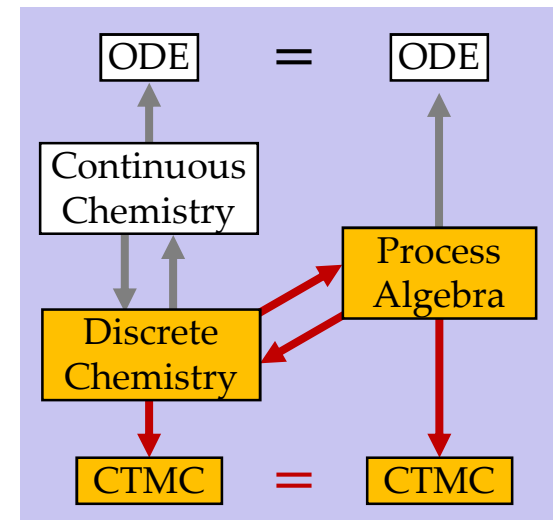 ODE = ODE
Continuous
Chemistry
Process
Algebra
Discrete
Chemistry
CTMC = CTMC